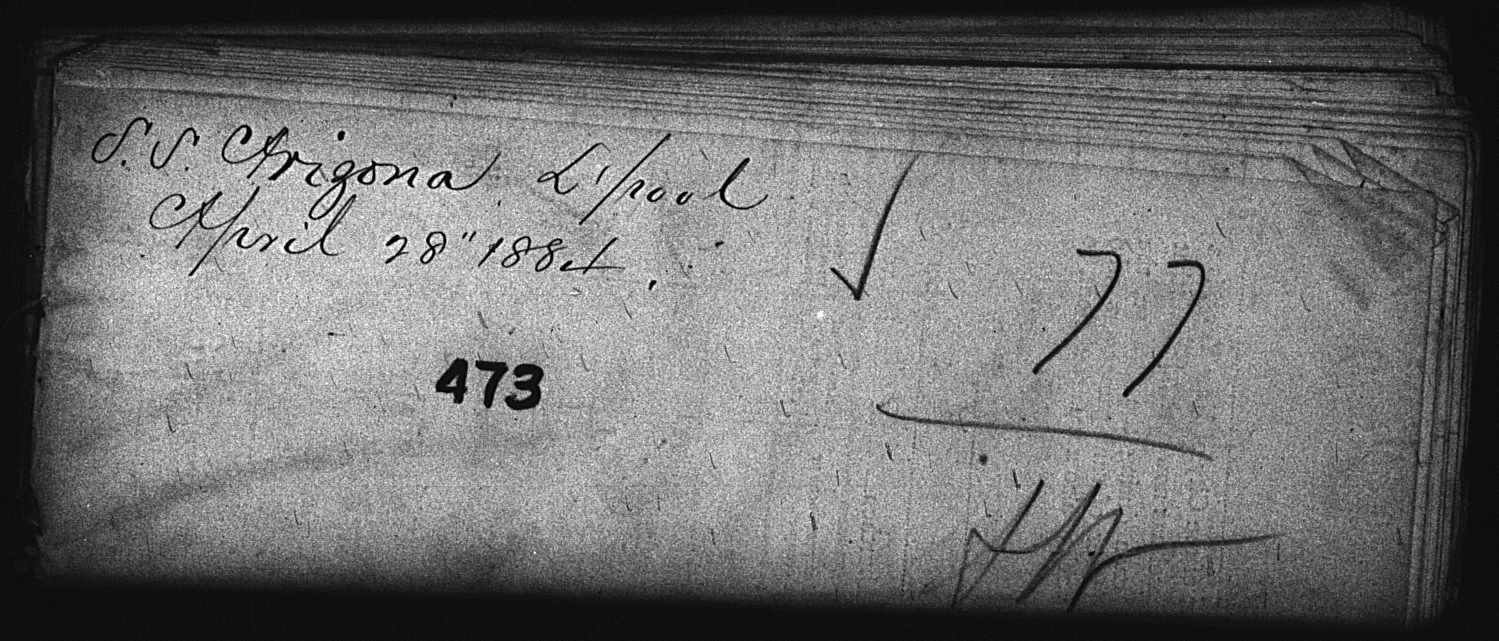 S.S. Arizona L'pool
April 28" 1884.
77
473